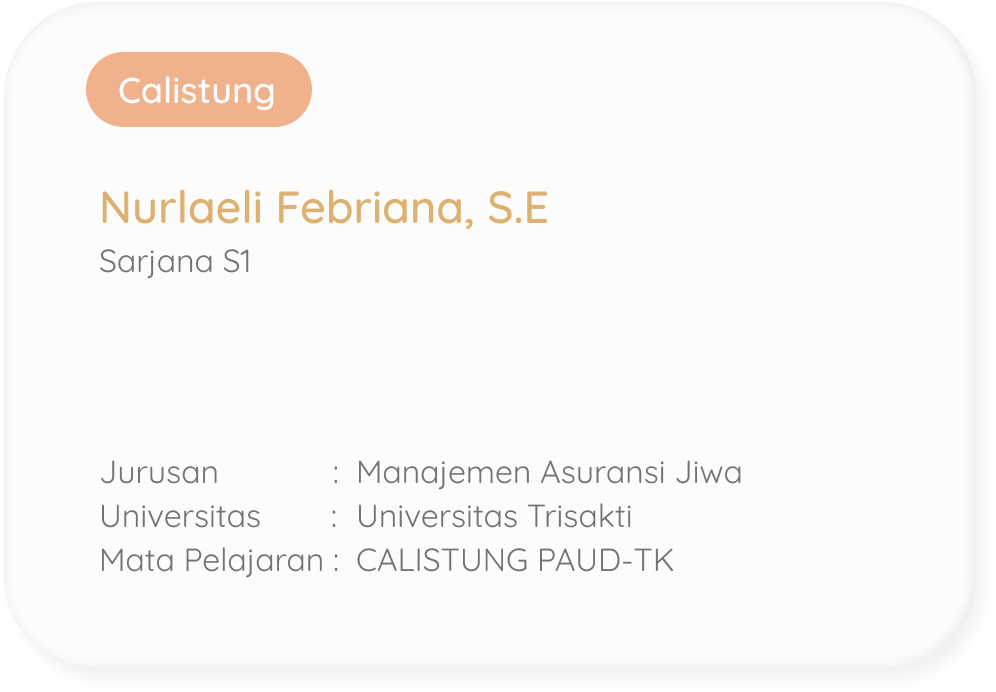 Calistung
Nurlaeli Febriana, S.E
Sarjana S1
Jurusan : Manajemen Asuransi Jiwa
Universitas : Universitas Trisakti
Mata Pelajaran : CALISTUNG PAUD-TK